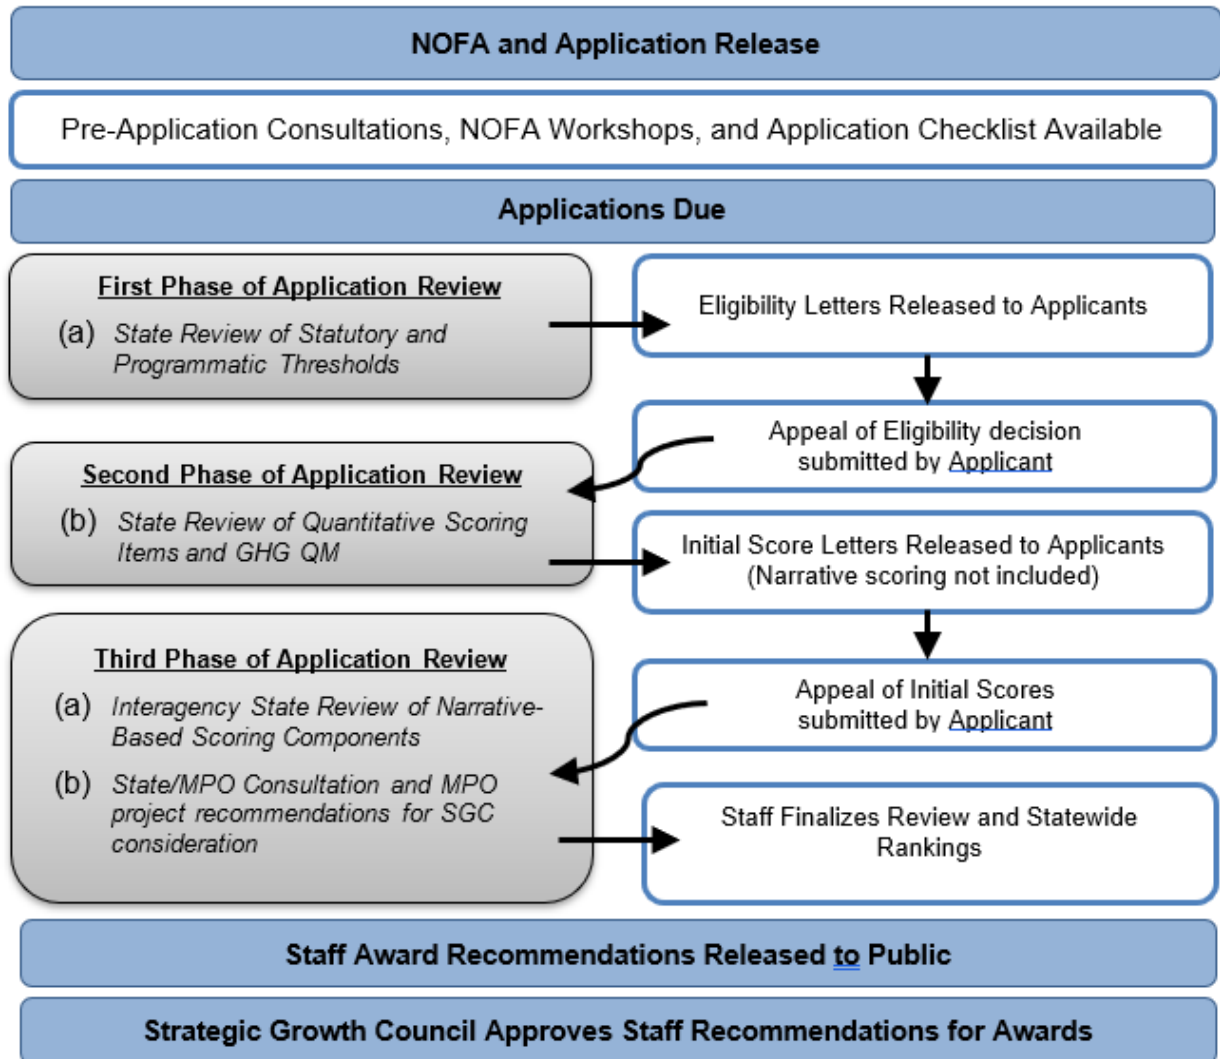 NOFA and Application Release
Pre-Application Consultations, NOFA Workshops, and Application Checklist Available
Applications Due
First Phase of Application Review
(a) State Review of Statutory and
Programmatic Thresholds
Eligibility Letters Released to Applicants
Appeal of Eligibility decision
submitted by Applicant
Second Phase of Application Review
(b) State Review of Quantitative Scoring
Items and GHG QM
Initial Score Letters Released to Applicants
(Narrative scoring not included)
Appeal of Initial Scores
submitted by Applicant
Third Phase of Application Review
(a) Interagency State Review of Narrative-
Based Scoring Components
(b) State/MPO Consultation and MPO
project recommendations for SGC
consideration
Staff Finalizes Review and Statewide
Rankings
Staff Award Recommendations Released to Public
Strategic Growth Council Approves Staff Recommendations for Awards